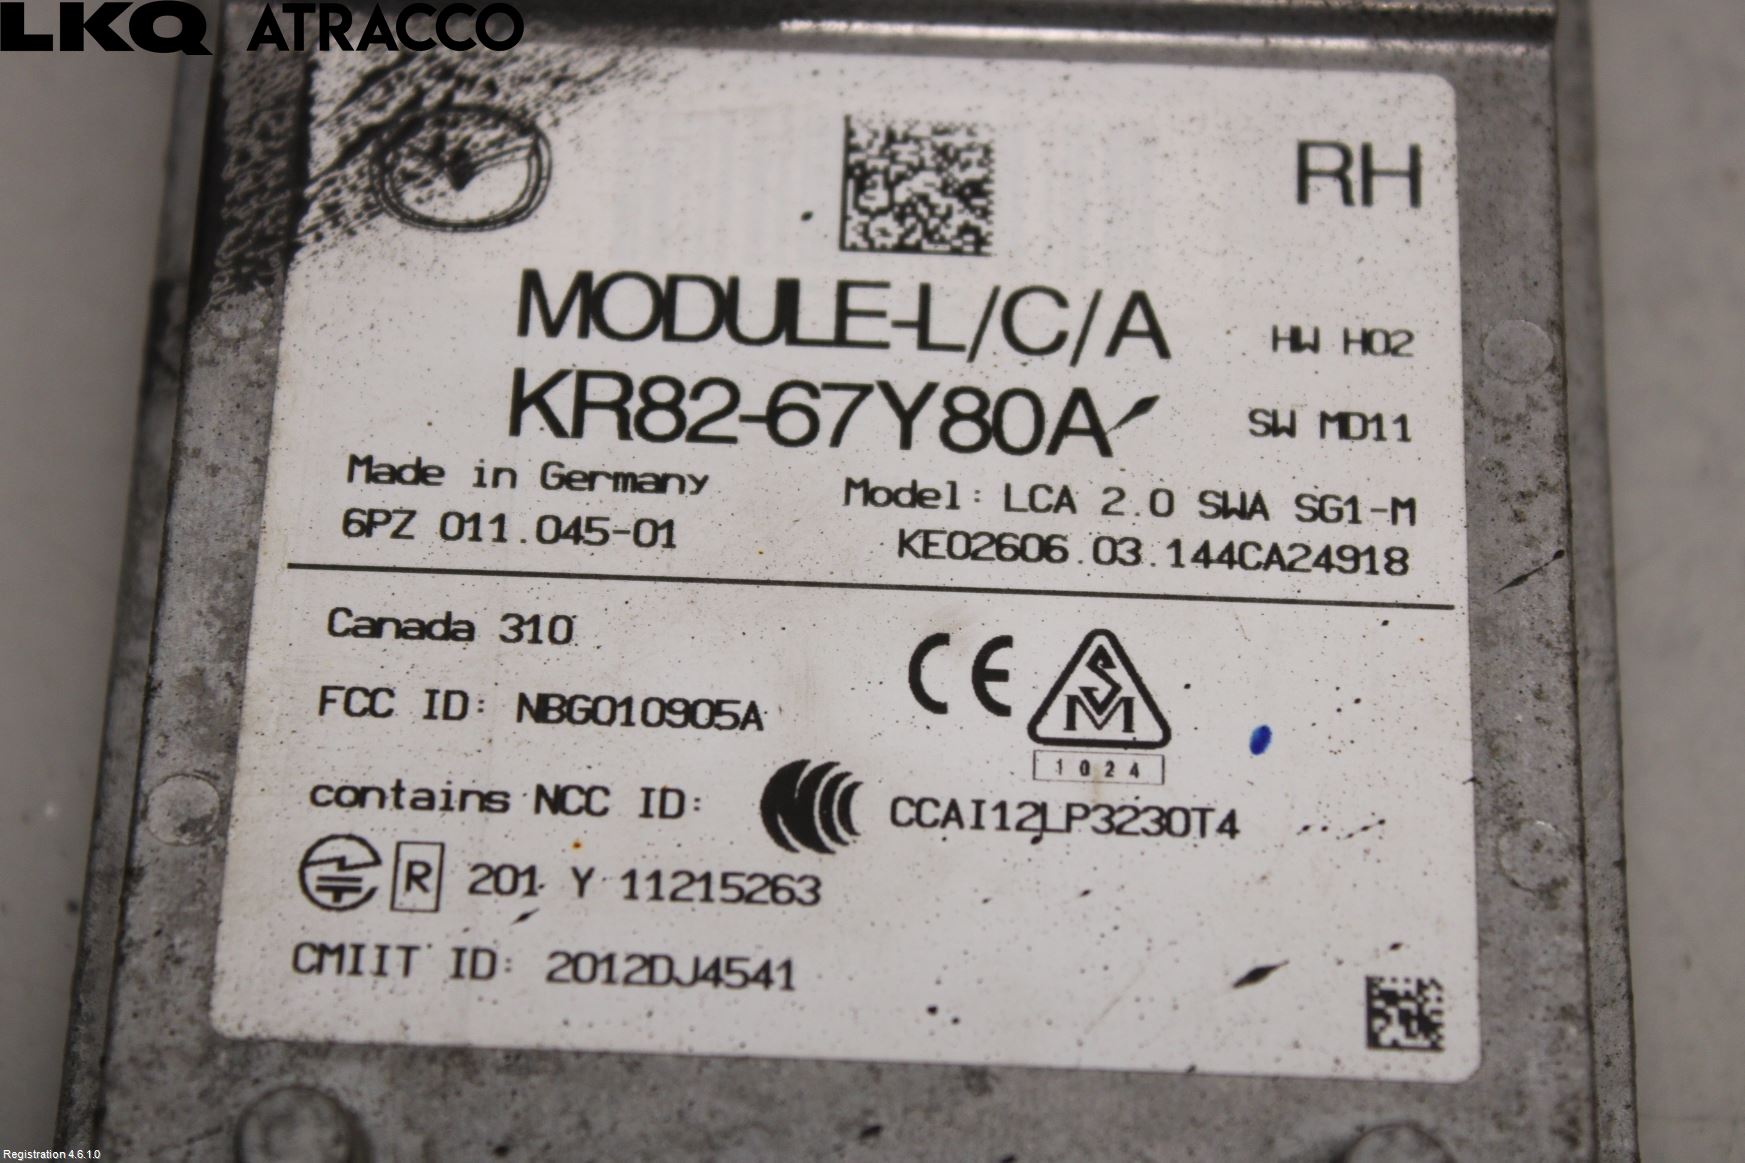 LKQ ATRACCO
RH
MODULE-L/C/A
HW H02
KR82-67Y80A
SW MD11
Made in Germany
Model: LCA 2.0 SWA SG1-M
6PZ 011.045-01
KE02606.03.144CA24918
Canada 310
CE
SM
FCC ID: NBG010905A
1024
contains NCC ID: CCAI12LP3230T4
R 201 Y 11215263
CMIIT ID: 2012DJ4541
Registration 4.6.1.0